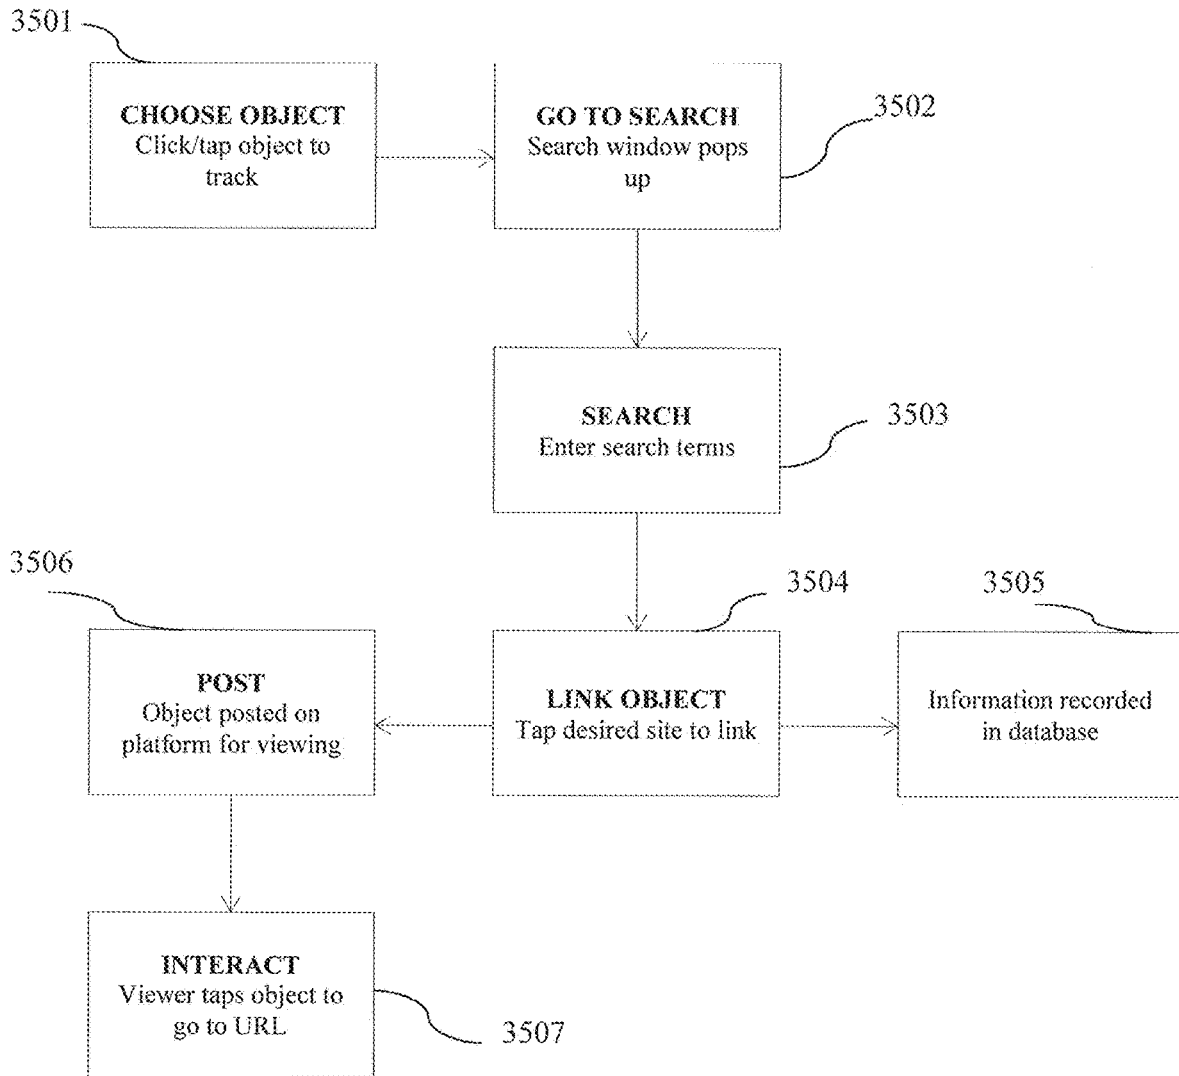 3501
CHOOSE OBJECT
Click/tap object to
track
GO TO SEARCH
Search window pops
up
3502
SEARCH
Enter search terms
3503
3506
3504
3505
POST
Object posted on
platform for viewing
LINK OBJECT
Tap desired site to link
Information recorded
in database
INTERACT
Viewer taps object to
go to URL
3507